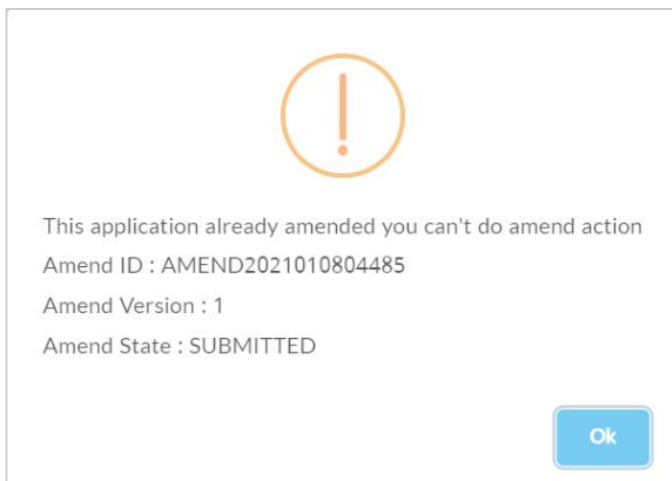 This application already amended you can't do amend action
Amend ID : AMEND2021010804485
Amend Version : 1
Amend State : SUBMITTED
Ok